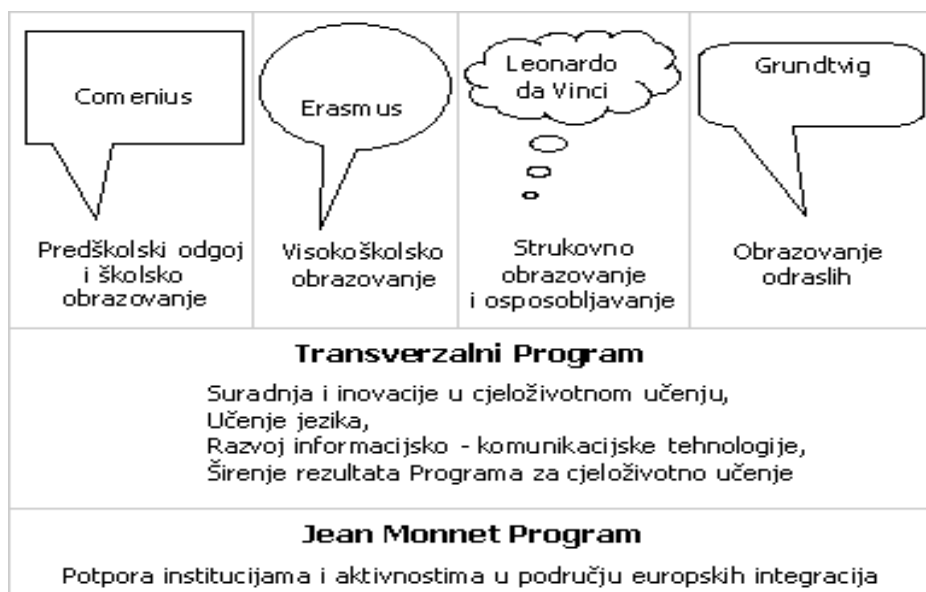 Comenius
Predškolski odgoj
i školsko
obrazovanje
Erasmus
Visokoškolsko
obrazovanje
Leonardo
da Vinci
Strukovno
obrazovanje
i osposobljavanje
Grundtvig
Obrazovanje
odraslih
Transverzalni Program
Suradnja i inovacije u cjeloživotnom učenju,
Učenje jezika,
Razvoj informacijsko - komunikacijske tehnologije,
Širenje rezultata Programa za cjeloživotno učenje
Jean Monnet Program
Potpora institucijama i aktivnostima u području europskih integracija